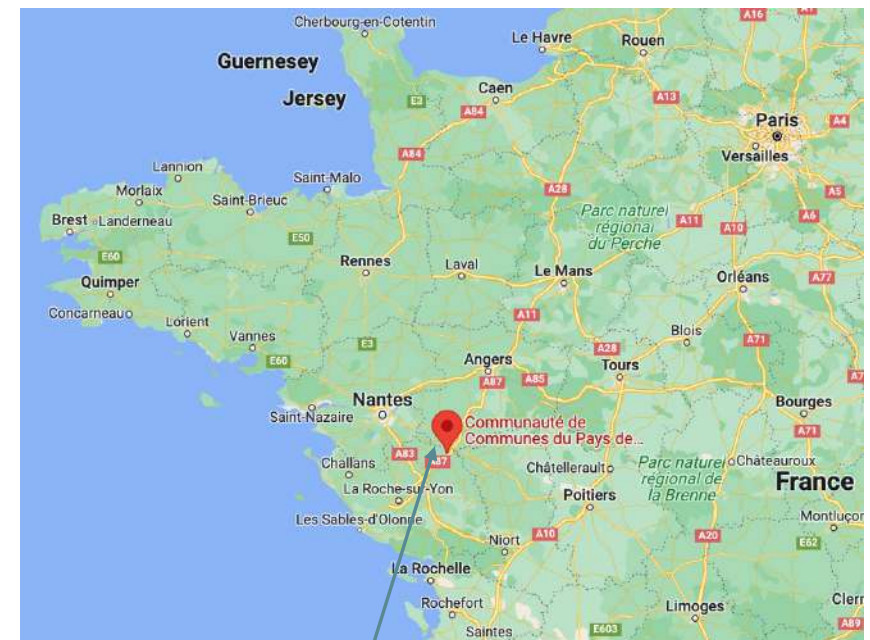 Cherbourg-en-Cotentin
A16
Le Havre
Rouen
Guernesey
Jersey
Caen
E3
A84
A13
Paris
A4
Versailles
A84
Lannion
Saint-Malo
Morlaix
Saint-Brieuc
A28
A5
Brest
Landerneau
Parc naturel
régional
du Perche
A11
A10
A6
E50
E60
Rennes
Laval
Le Mans
Orléans
A77
Quimper
Concarneau
Lorient
A11
Vannes
E3
Blois
A71
E60
Angers
A28
Tours
A87
A85
Nantes
Bourges
Saint-Nazaire
Communauté de
Communes du Pays de...
A71
A83
A87
Challans
Châtellerault
Parc naturel
régional de
la Brenne
Châteauroux
La Roche-sur-Yon
Poitiers
France
Les Sables-d'Olonne
Montluçon
Niort
A10
A20
E62
La Rochelle
Rochefort
Limoges
Clerr
A89
Saintes
E603